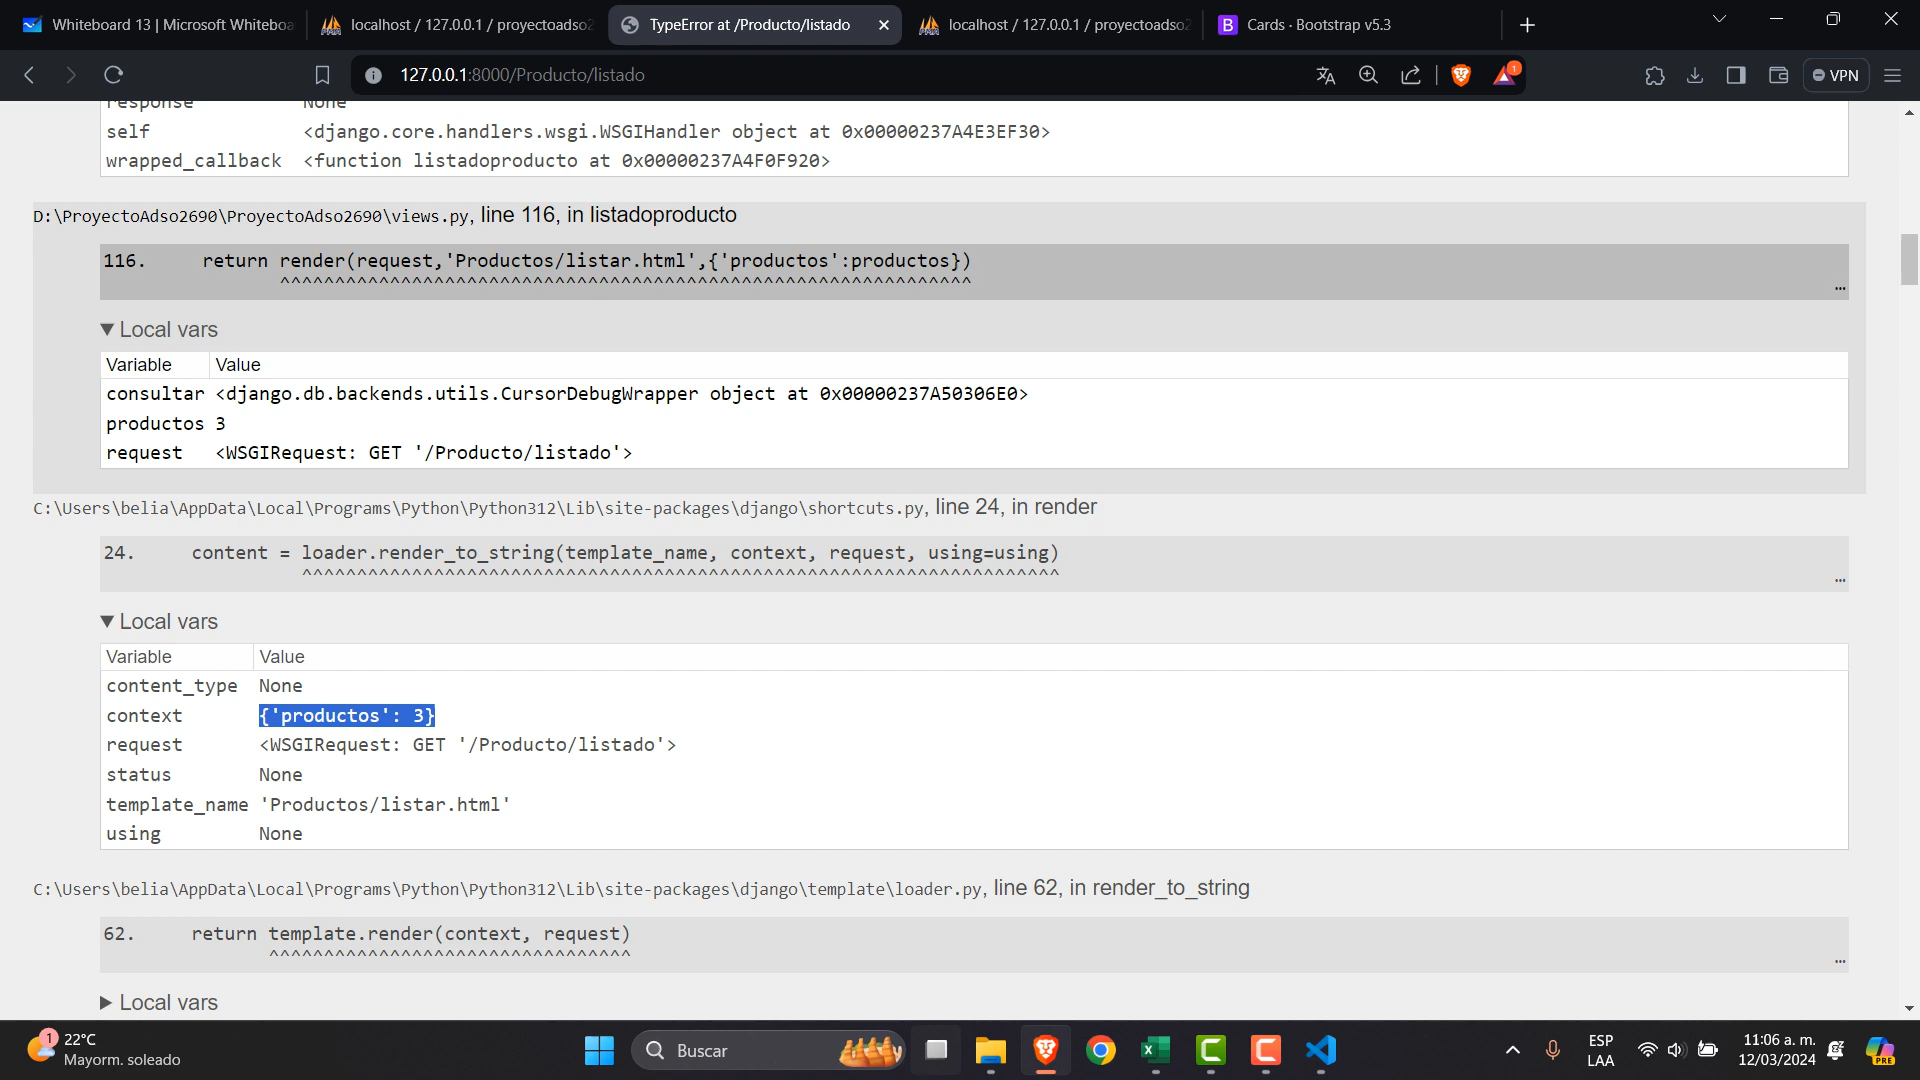 Whiteboard 13 | Microsoft Whiteboa
localhost / 127.0.0.1 / proyectoadso2
TypeError at /Producto/listado
localhost / 127.0.0.1 / proyectoadso2
Cards · Bootstrap v5.3
127.0.0.1:8000/Producto/listado
1
VPN
response None
self <django.core.handlers.wsgi.WSGIHandler object at 0x00000237A4E3EF30>
wrapped_callback <function listadoproducto at 0x00000237A4F0F920>
D:\ProyectoAdso2690\ProyectoAdso2690\views.py, line 116, in listadoproducto
116. return render(request,'Productos/listar.html',{'productos':productos})
^^^^^^^^^^^^^^^^^^^^^^^^^^^^^^^^^^^^^^^^^^^^^^^^^^^^^^^^^^^^^^^
…
▼ Local vars
Variable Value
consultar <django.db.backends.utils.CursorDebugWrapper object at 0x00000237A50306E0>
productos 3
request <WSGIRequest: GET '/Producto/listado'>
C:\Users\belia\AppData\Local\Programs\Python\Python312\Lib\site-packages\django\shortcuts.py, line 24, in render
24. content = loader.render_to_string(template_name, context, request, using=using)
^^^^^^^^^^^^^^^^^^^^^^^^^^^^^^^^^^^^^^^^^^^^^^^^^^^^^^^^^^^^^^^^^^^^^
…
▼ Local vars
Variable Value
content_type None
context {'productos': 3}
request <WSGIRequest: GET '/Producto/listado'>
status None
template_name 'Productos/listar.html'
using None
C:\Users\belia\AppData\Local\Programs\Python\Python312\Lib\site-packages\django\template\loader.py, line 62, in render_to_string
62. return template.render(context, request)
^^^^^^^^^^^^^^^^^^^^^^^^^^^^^^^^^
…
▶ Local vars
1
22°C
Mayorm. soleado
Buscar
ESP
LAA
11:06 a. m.
12/03/2024
PRE